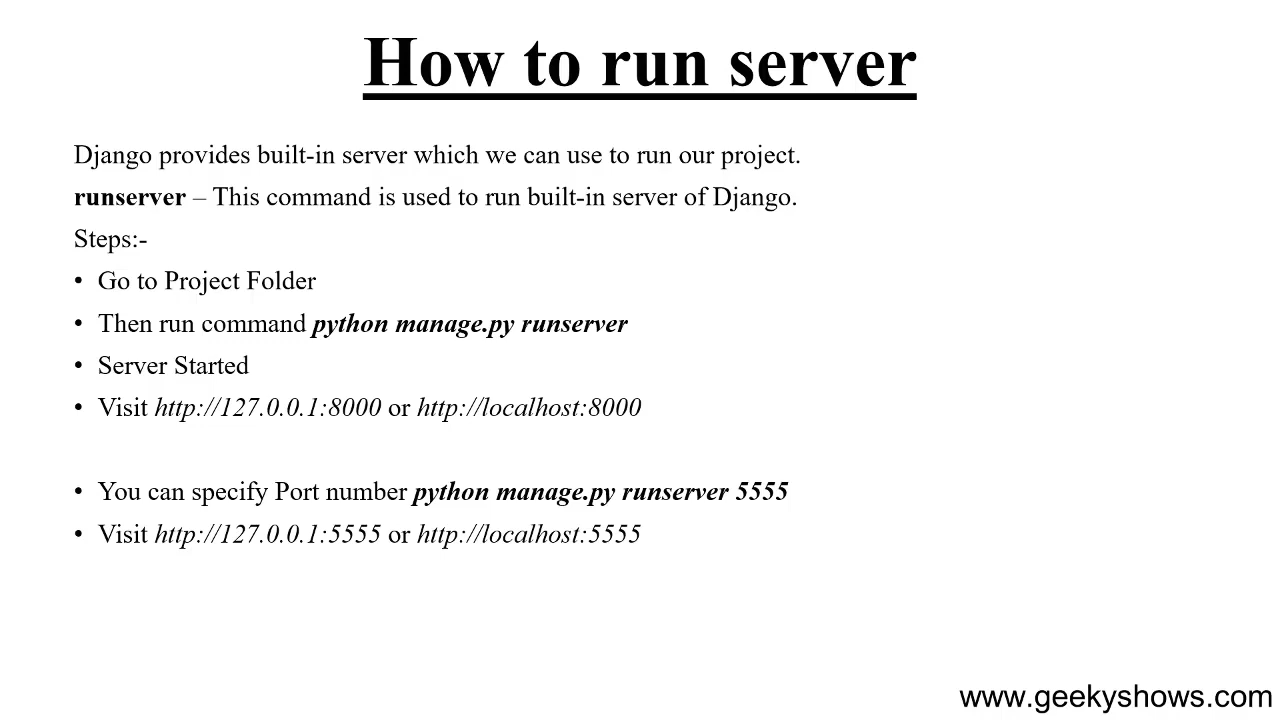 How to run server
Django provides built-in server which we can use to run our project.
runserver – This command is used to run built-in server of Django.
Steps:-
• Go to Project Folder
• Then run command python manage.py runserver
• Server Started
• Visit http://127.0.0.1:8000 or http://localhost:8000
• You can specify Port number python manage.py runserver 5555
• Visit http://127.0.0.1:5555 or http://localhost:5555
www.geekyshows.com